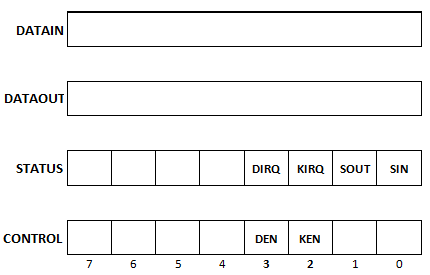 DATAIN
DATAOUT
STATUS DIRQ KIRQ SOUT SIN
CONTROL DEN KEN
7 6 5 4 3 2 1 0